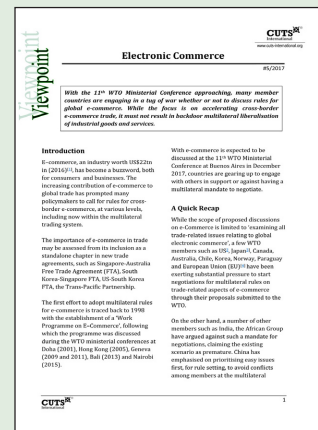 Viewpoint
Viewpoint
CUTS®
International
www.cuts-international.org
Electronic Commerce
#5/2017
With the 11th WTO Ministerial Conference approaching, many member
countries are engaging in a tug of war whether or not to discuss rules for
global e-commerce. While the focus is on accelerating cross-border
e-commerce trade, it must not result in backdoor multilateral liberalisation
of industrial goods and services.
Introduction
E–commerce, an industry worth US$22tn
in (2016)[1], has become a buzzword, both
for consumers and businesses. The
increasing contribution of e-commerce to
global trade has prompted many
policymakers to call for rules for cross-
border e-commerce, at various levels,
including now within the multilateral
trading system.
The importance of e-commerce in trade
may be assessed from its inclusion as a
standalone chapter in new trade
agreements, such as Singapore-Australia
Free Trade Agreement (FTA), South
Korea-Singapore FTA, US-South Korea
FTA, the Trans-Pacific Partnership.
The first effort to adopt multilateral rules
for e-commerce is traced back to 1998
with the establishment of a 'Work
Programme on E–Commerce', following
which the programme was discussed
during the WTO ministerial conferences at
Doha (2001), Hong Kong (2005), Geneva
(2009 and 2011), Bali (2013) and Nairobi
(2015).
With e-commerce is expected to be
discussed at the 11th WTO Ministerial
Conference at Buenos Aires in December
2017, countries are gearing up to engage
with others in support or against having a
multilateral mandate to negotiate.
A Quick Recap
While the scope of proposed discussions
on e-Commerce is limited to 'examining all
trade-related issues relating to global
electronic commerce', a few WTO
members such as US, Japan, Canada,
Australia, Chile, Korea, Norway, Paraguay
and European Union (EU) have been
exerting substantial pressure to start
negotiations for multilateral rules on
trade-related aspects of e-commerce
through their proposals submitted to the
WTO.
On the other hand, a number of other
members such as India, the African Group
have argued against such a mandate for
negotiations, claiming the existing
scenario as premature. China has
emphasised on prioritising easy issues
first, for rule setting, to avoid conflicts
among members at the multilateral
CUTS®
International
1